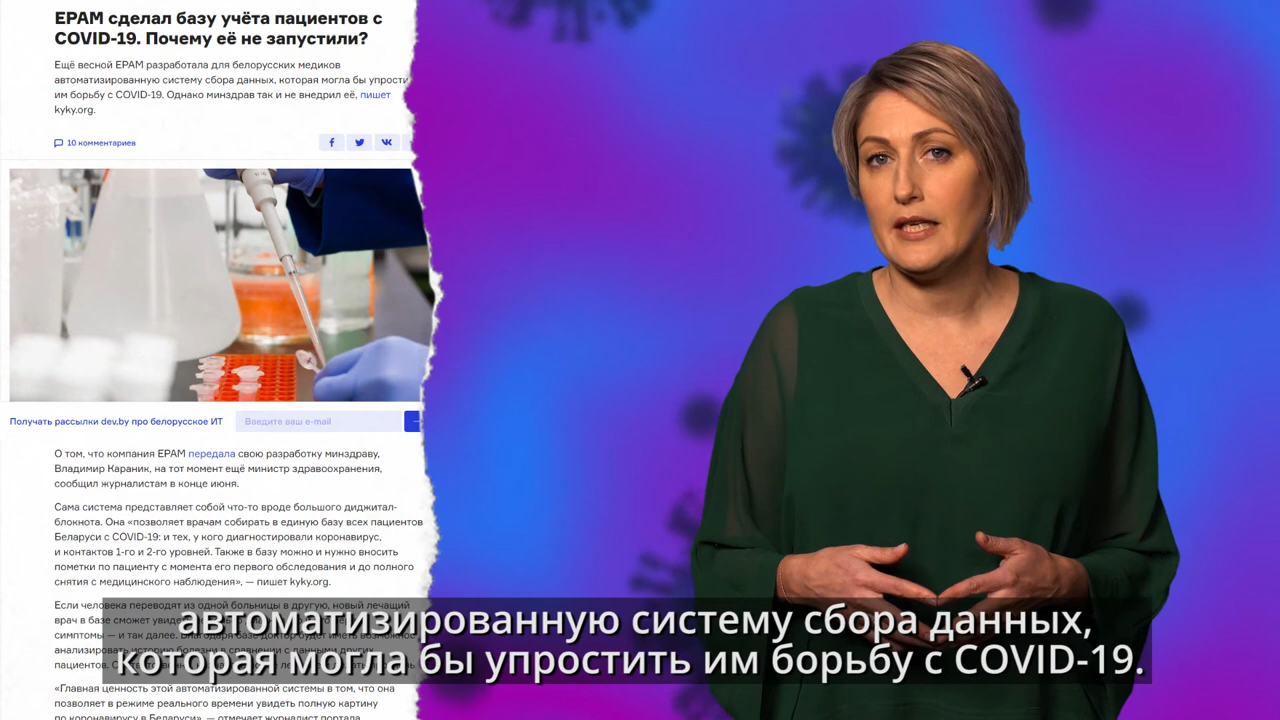 EPAM сделал базу учёта пациентов с
COVID-19. Почему её не запустили?
Ещё весной EPAM разработала для белорусских медиков
автоматизированную систему сбора данных, которая могла бы упрости
им борьбу с COVID-19. Однако минздрав так и не внедрил её, пишет
kyky.org.
10 комментариев
Получать рассылки dev.by про белорусское ИТ
Введите ваш e-mail
О том, что компания EPAM передала свою разработку минздраву,
Владимир Караник, на тот момент ещё министр здравоохранения,
сообщил журналистам в конце июня.
Сама система представляет собой что-то вроде большого диджитал-
блокнота. Она «позволяет врачам собирать в единую базу всех пациентов
Беларуси с COVID-19: и тех, у кого диагностировали коронавирус,
и контактов 1-го и 2-го уровней. Также в базу можно и нужно вносить
пометки по пациенту с момента его первого обследования и до полного
снятия с медицинского наблюдения», — пишет kyky.org.
Если человека переводят из одной больницы в другую, новый лечащий
врач в базе сможет
симптомы — и так далее. Благодаря базе доктор будет иметь возможнос
анализировать историю болезни в сравнении с данными других
пациентов.
«Главная ценность этой автоматизированной системы в том, что она
позволяет в режиме реального времени увидеть полную картину
по коронавирусу в Беларуси», — отмечает журналист портала
автоматизированную систему сбора данных,
которая могла бы упростить им борьбу с COVID-19.